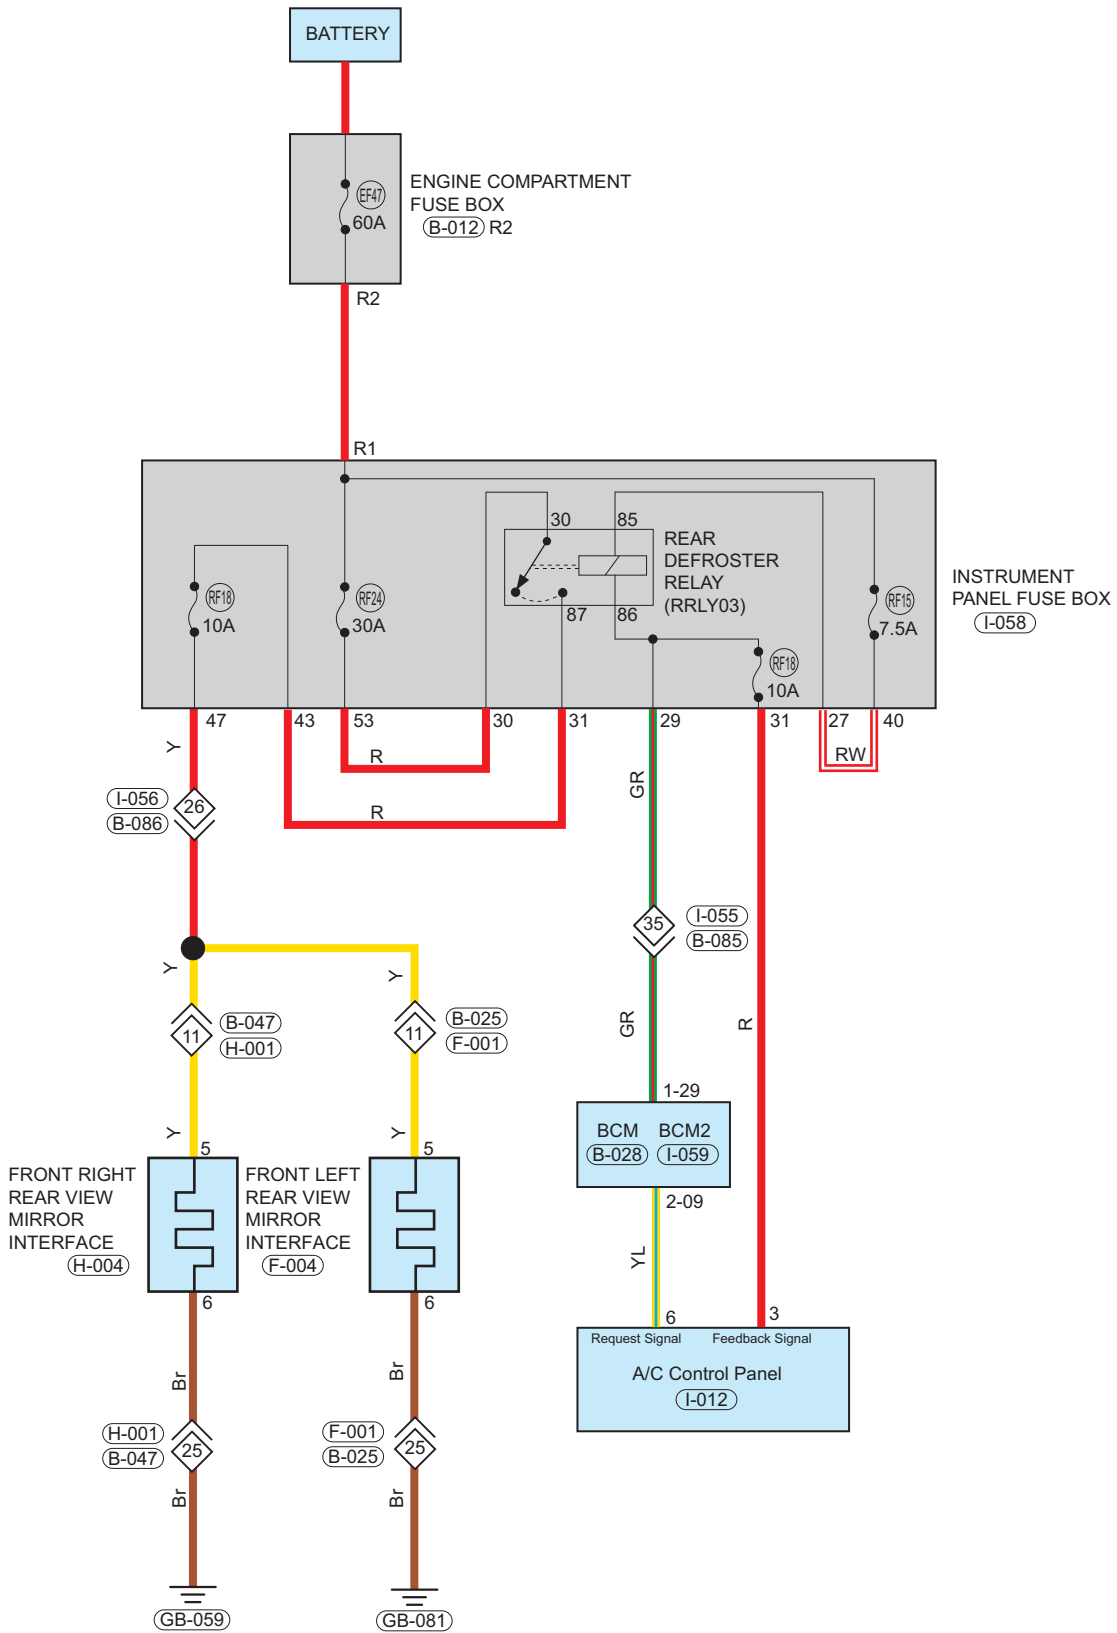 BATTERY
EF47
60A
ENGINE COMPARTMENT
FUSE BOX
B-012 R2
R2
R1
30
85
REAR
DEFROSTER
RELAY
(RRLY03)
87
86
RF18
10A
RF24
30A
RF18
10A
RF15
7.5A
INSTRUMENT
PANEL FUSE BOX
I-058
47
43
53
30
31
29
31
27
40
Y
R
R
GR
RW
I-056
B-086
26
35
I-055
B-085
Y
Y
GR
R
11
B-047
H-001
11
B-025
F-001
Y
Y
5
5
1-29
BCM
B-028
BCM2
I-059
2-09
YL
FRONT RIGHT
REAR VIEW
MIRROR
INTERFACE
H-004
FRONT LEFT
REAR VIEW
MIRROR
INTERFACE
F-004
6
6
6
3
Request Signal
Feedback Signal
A/C Control Panel
I-012
Br
Br
H-001
B-047
25
F-001
B-025
25
Br
Br
GB-059
GB-081